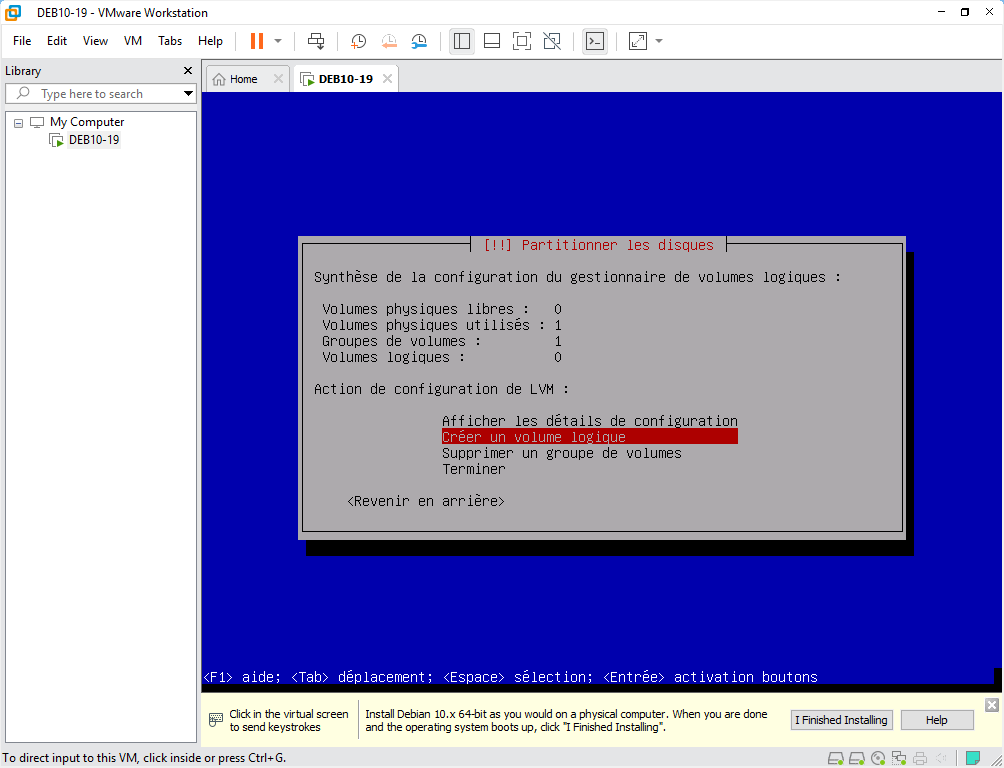 DEB10-19 - VMware Workstation
File Edit View VM Tabs Help
Library
Type here to search
My Computer
DEB10-19
Home
DEB10-19
[!!] Partitionner les disques
Synthèse de la configuration du gestionnaire de volumes logiques :
Volumes physiques libres : 0
Volumes physiques utilisés : 1
Groupes de volumes : 1
Volumes logiques : 0
Action de configuration de LVM :
Afficher les détails de configuration
Créer un volume logique
Supprimer un groupe de volumes
Terminer
<Revenir en arrière>
<F1> aide; <Tab> déplacement; <Espace> sélection; <Entrée> activation boutons
Click in the virtual screen
to send keystrokes
Install Debian 10.x 64-bit as you would on a physical computer. When you are done
and the operating system boots up, click "I Finished Installing".
I Finished Installing
Help
To direct input to this VM, click inside or press Ctrl+G.